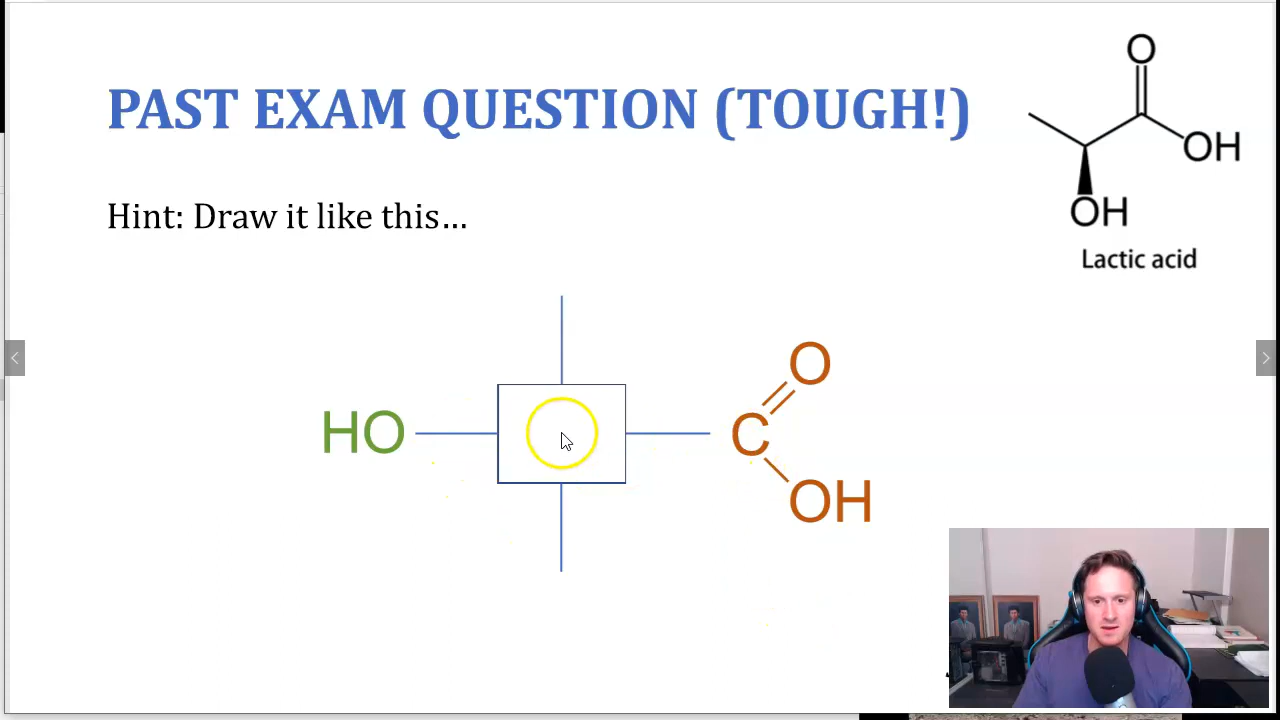 PAST EXAM QUESTION (TOUGH!)
Hint: Draw it like this…
O
OH
OH
Lactic acid
HO
C
O
OH